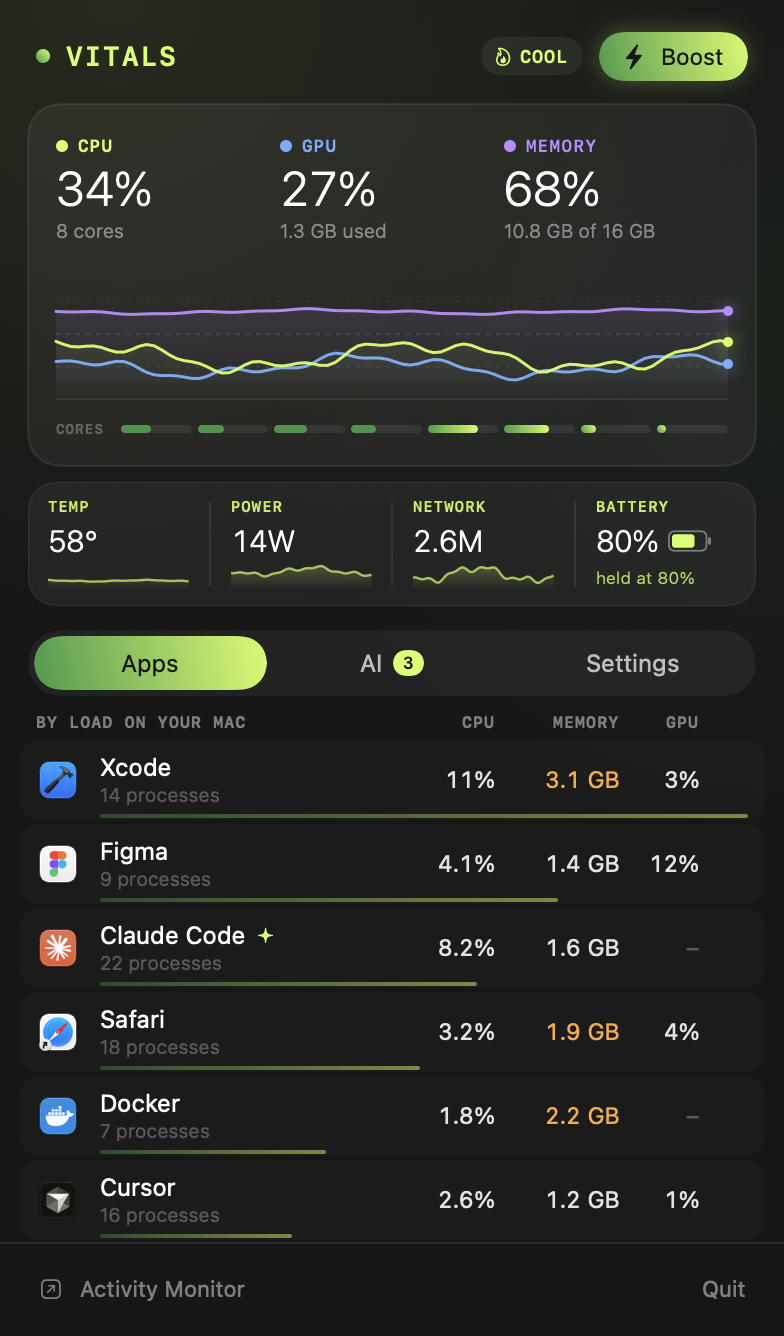 VITALS
COOL
Boost
CPU
GPU
MEMORY
34%
27%
68%
8 cores
1.3 GB used
10.8 GB of 16 GB
CORES
TEMP
POWER
NETWORK
BATTERY
58°
14W
2.6M
80%
held at 80%
Apps
AI 3
Settings
BY LOAD ON YOUR MAC
CPU
MEMORY
GPU
Xcode
14 processes
11%
3.1 GB
3%
Figma
9 processes
4.1%
1.4 GB
12%
Claude Code
22 processes
8.2%
1.6 GB
–
Safari
18 processes
3.2%
1.9 GB
4%
Docker
7 processes
1.8%
2.2 GB
–
Cursor
16 processes
2.6%
1.2 GB
1%
Activity Monitor
Quit